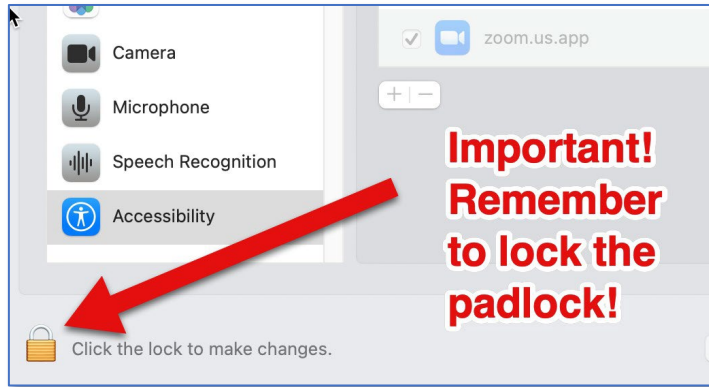 Camera
Microphone
Speech Recognition
Accessibility
zoom.us.app
+ | −
Important!
Remember
to lock the
padlock!
Click the lock to make changes.